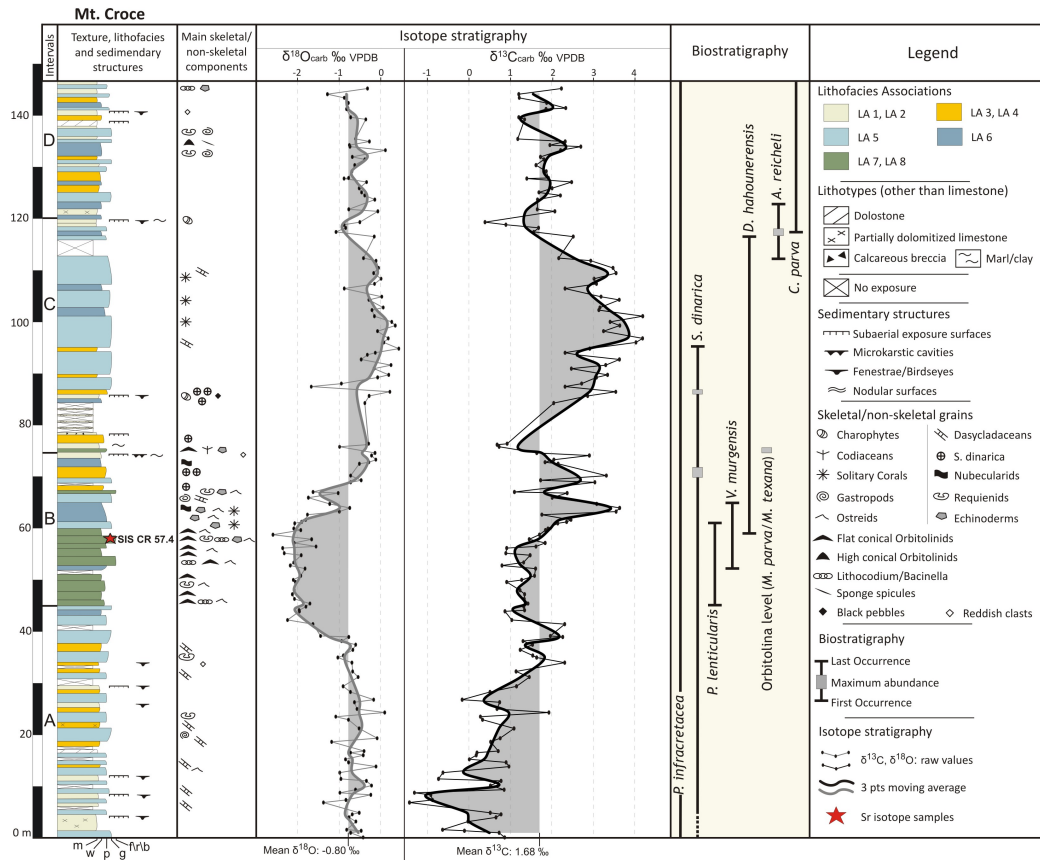 Mt. Croce
Intervals
Texture, lithofacies
and sedimentary
structures
Main skeletal/
non-skeletal
components
Isotope stratigraphy
δ18Ocarb ‰ VPDB
-2 -1 0
δ13Ccarb ‰ VPDB
-1 0 1 2 3 4
Biostratigraphy
Legend
140
120
100
80
60
40
20
0 m
D
C
B
A
SIS CR 57.4
m w p g f\r\b
Mean δ18O: -0.80 ‰
Mean δ13C: 1.68 ‰
P. infracretacea
S. dinarica
P. lenticularis
V. murgensis
D. hahounerensis
Orbitolina level (M. parva/M. texana)
A. reicheli
C. parva
Lithofacies Associations
LA 1, LA 2
LA 3, LA 4
LA 5
LA 6
LA 7, LA 8
Lithotypes (other than limestone)
Dolostone
Partially dolomitized limestone
Calcareous breccia
Marl/clay
No exposure
Sedimentary structures
Subaerial exposure surfaces
Microkarstic cavities
Fenestrae/Birdseyes
Nodular surfaces
Skeletal/non-skeletal grains
Charophytes
Dasycladaceans
Codiaceans
S. dinarica
Solitary Corals
Nubecularids
Gastropods
Requienids
Ostreids
Echinoderms
Flat conical Orbitolinids
High conical Orbitolinids
Lithocodium/Bacinella
Sponge spicules
Black pebbles
Reddish clasts
Biostratigraphy
Last Occurrence
Maximum abundance
First Occurrence
Isotope stratigraphy
δ13C, δ18O: raw values
3 pts moving average
Sr isotope samples